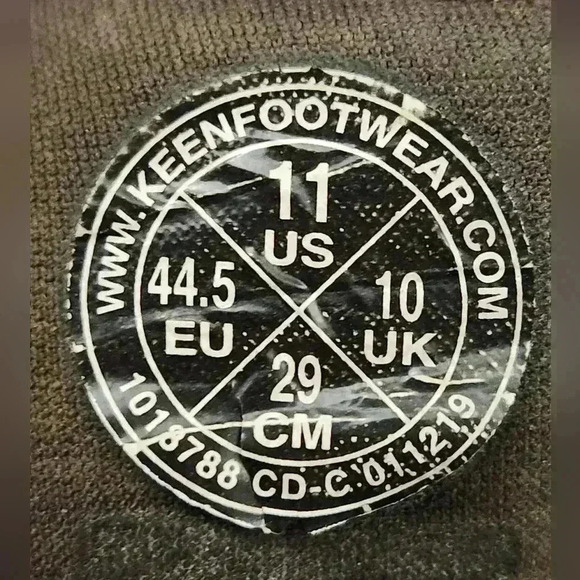 WWW.KEENFOOTWEAR.COM
11
US
44.5
EU
10
UK
29
CM
1018788 CD-C 011219